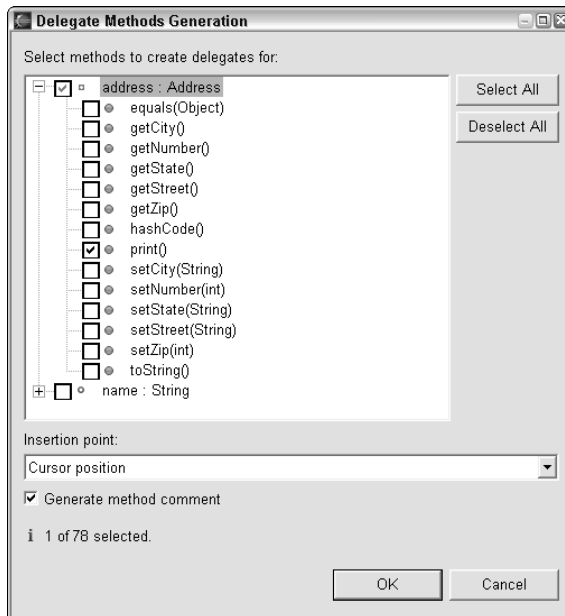 Delegate Methods Generation
Select methods to create delegates for:
address : Address
equals(Object)
getCity()
getNumber()
getState()
getStreet()
getZip()
hashCode()
print()
setCity(String)
setNumber(int)
setState(String)
setStreet(String)
setZip(int)
toString()
name : String
Select All
Deselect All
Insertion point:
Cursor position
Generate method comment
i 1 of 78 selected.
OK
Cancel